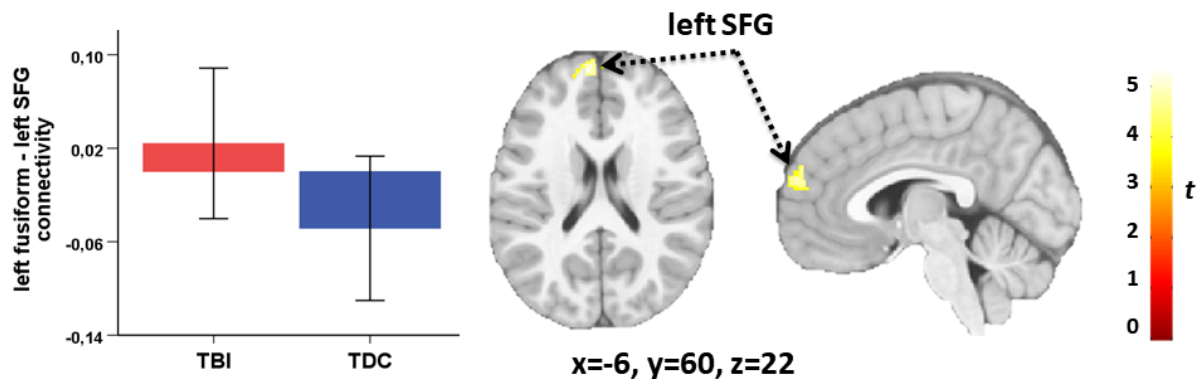 left fusiform - left SFG
connectivity
0,10
0,02
-0,06
-0,14
TBI
TDC
left SFG
x=-6, y=60, z=22
5
4
3
2
1
0
t